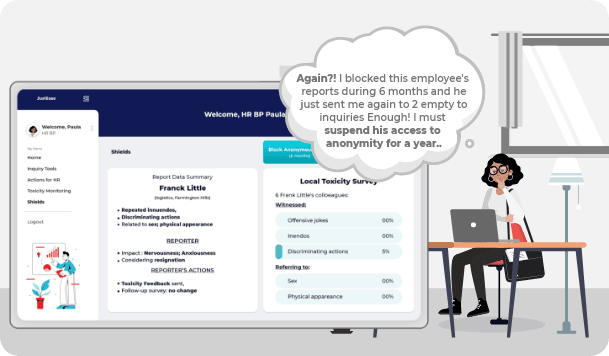 Again?! I blocked this employee's
reports during 6 months and he
just sent me again to 2 empty to
inquiries Enough! I must
suspend his access to
anonymity for a year..
JustBase
Welcome, HR BP Paula
Welcome, Paula
HR BP
My items
Home
Inquiry Tools
Actions for HR
Toxicity Monitoring
Shields
Logout
Shields
Block Anonymous
(6 months)
Report Data Summary
Franck Little
(logistics, Farmington Hills)
• Repeated Innuendos,
• Discriminating actions
• Related to sex; physical appearance
REPORTER
• Impact : Nervousness; Anxiousness
• Considering resignation
REPORTER'S ACTIONS
• Toxicity Feedback sent,
• Follow-up survey: no change
Local Toxicity Survey
6 Frank Little's colleagues:
Witnessed:
Offensive jokes 00%
Inendos 00%
Discriminating actions 5%
Referring to:
Sex 00%
Physical appareance 00%